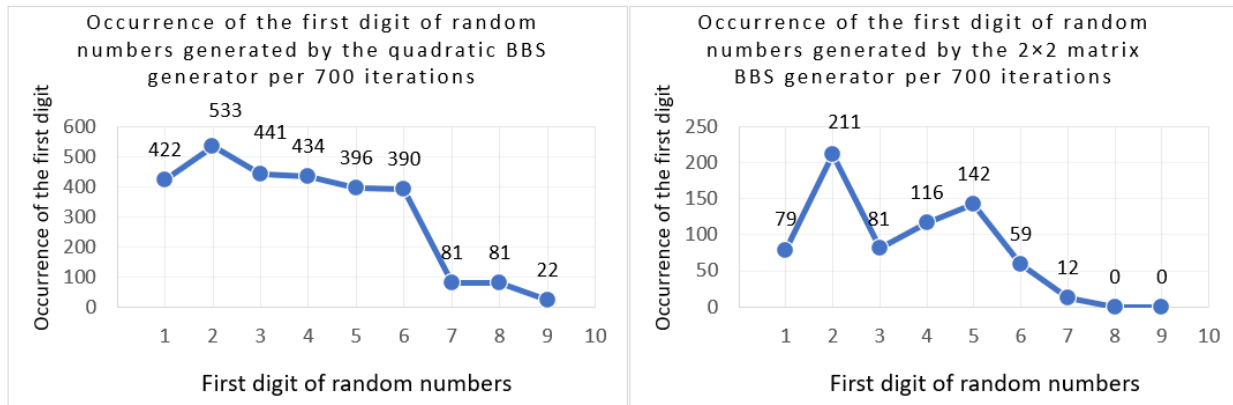 Occurrence of the first digit of random
numbers generated by the quadratic BBS
generator per 700 iterations
Occurrence of the first digit
600
500
400
300
200
100
0
422
533
441
434
396
390
81
81
22
1 2 3 4 5 6 7 8 9 10
First digit of random numbers
Occurrence of the first digit of random
numbers generated by the 2×2 matrix
BBS generator per 700 iterations
Occurrence of the first digit
250
200
150
100
50
0
79
211
81
116
142
59
12
0
0
1 2 3 4 5 6 7 8 9 10
First digit of random numbers